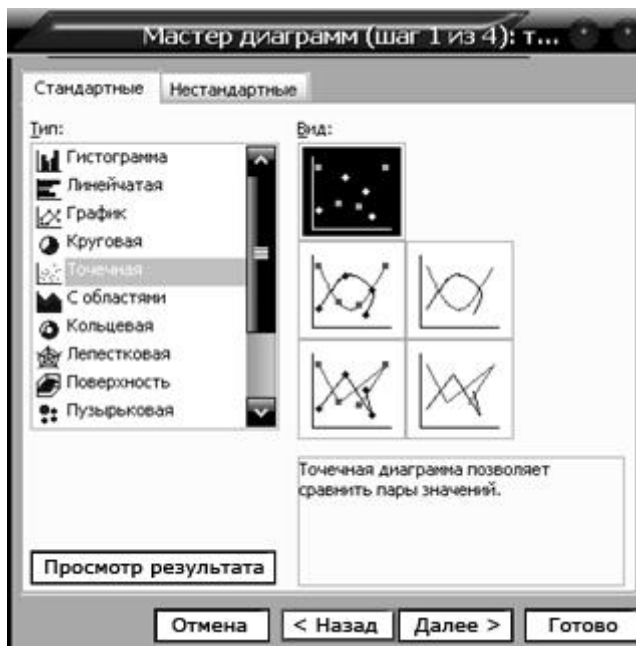 Мастер диаграмм (шаг 1 из 4): т...
Стандартные Нестандартные
Тип:
Гистограмма
Линейчатая
График
Круговая
Точечная
С областями
Кольцевая
Лепестковая
Поверхность
Пузырьковая
Вид:
Точечная диаграмма позволяет
сравнить пары значений.
Просмотр результата
Отмена < Назад Далее > Готово